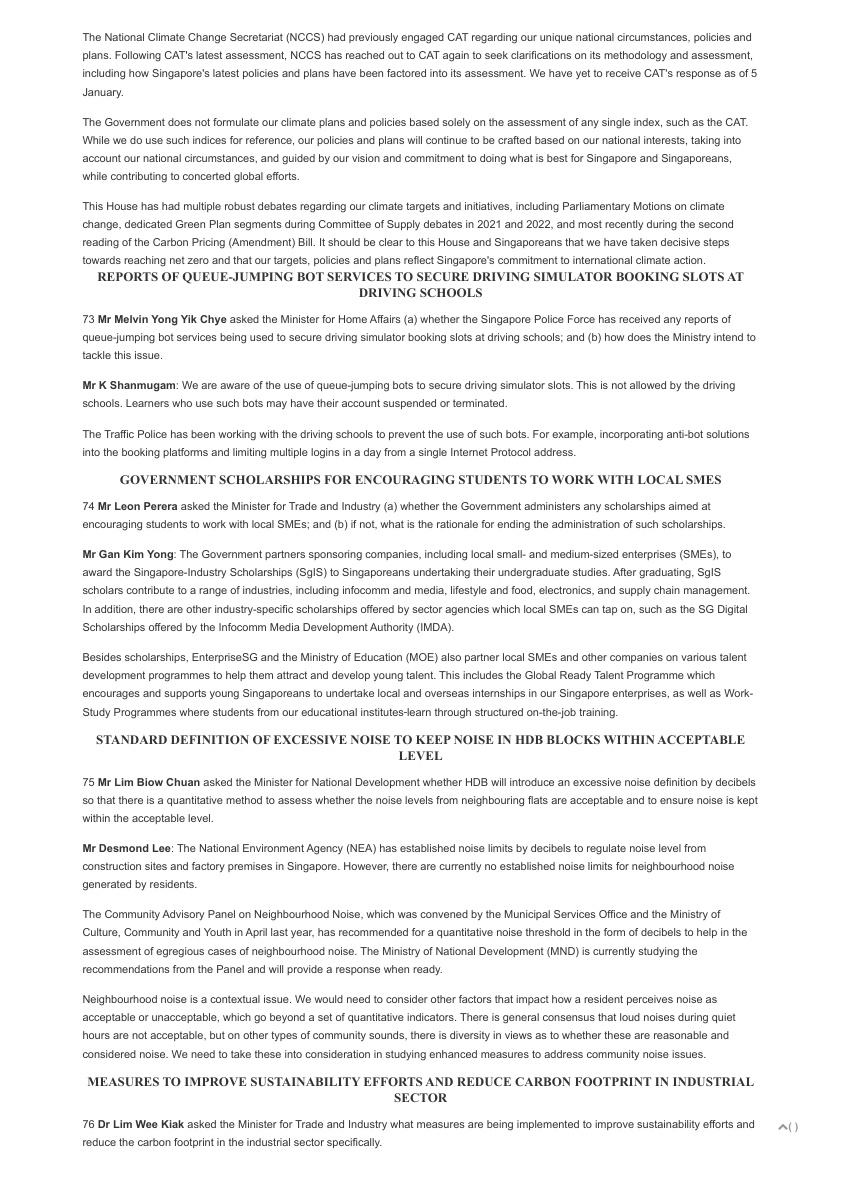 The National Climate Change Secretariat (NCCS) had previously engaged CAT regarding our unique national circumstances, policies and
plans. Following CAT's latest assessment, NCCS has reached out to CAT again to seek clarifications on its methodology and assessment,
including how Singapore's latest policies and plans have been factored into its assessment. We have yet to receive CAT's response as of 5
January.
The Government does not formulate our climate plans and policies based solely on the assessment of any single index, such as the CAT.
While we do use such indices for reference, our policies and plans will continue to be crafted based on our national interests, taking into
account our national circumstances, and guided by our vision and commitment to doing what is best for Singapore and Singaporeans,
while contributing to concerted global efforts.
This House has had multiple robust debates regarding our climate targets and initiatives, including Parliamentary Motions on climate
change, dedicated Green Plan segments during Committee of Supply debates in 2021 and 2022, and most recently during the second
reading of the Carbon Pricing (Amendment) Bill. It should be clear to this House and Singaporeans that we have taken decisive steps
towards reaching net zero and that our targets, policies and plans reflect Singapore's commitment to international climate action.
REPORTS OF QUEUE-JUMPING BOT SERVICES TO SECURE DRIVING SIMULATOR BOOKING SLOTS AT
DRIVING SCHOOLS
73 Mr Melvin Yong Yik Chye asked the Minister for Home Affairs (a) whether the Singapore Police Force has received any reports of
queue-jumping bot services being used to secure driving simulator booking slots at driving schools; and (b) how does the Ministry intend to
tackle this issue.
Mr K Shanmugam: We are aware of the use of queue-jumping bots to secure driving simulator slots. This is not allowed by the driving
schools. Learners who use such bots may have their account suspended or terminated.
The Traffic Police has been working with the driving schools to prevent the use of such bots. For example, incorporating anti-bot solutions
into the booking platforms and limiting multiple logins in a day from a single Internet Protocol address.
GOVERNMENT SCHOLARSHIPS FOR ENCOURAGING STUDENTS TO WORK WITH LOCAL SMES
74 Mr Leon Perera asked the Minister for Trade and Industry (a) whether the Government administers any scholarships aimed at
encouraging students to work with local SMEs; and (b) if not, what is the rationale for ending the administration of such scholarships.
Mr Gan Kim Yong: The Government partners sponsoring companies, including local small- and medium-sized enterprises (SMEs), to
award the Singapore-Industry Scholarships (SgIS) to Singaporeans undertaking their undergraduate studies. After graduating, SgIS
scholars contribute to a range of industries, including infocomm and media, lifestyle and food, electronics, and supply chain management.
In addition, there are other industry-specific scholarships offered by sector agencies which local SMEs can tap on, such as the SG Digital
Scholarships offered by the Infocomm Media Development Authority (IMDA).
Besides scholarships, EnterpriseSG and the Ministry of Education (MOE) also partner local SMEs and other companies on various talent
development programmes to help them attract and develop young talent. This includes the Global Ready Talent Programme which
encourages and supports young Singaporeans to undertake local and overseas internships in our Singapore enterprises, as well as Work-
Study Programmes where students from our educational institutes-learn through structured on-the-job training.
STANDARD DEFINITION OF EXCESSIVE NOISE TO KEEP NOISE IN HDB BLOCKS WITHIN ACCEPTABLE
LEVEL
75 Mr Lim Biow Chuan asked the Minister for National Development whether HDB will introduce an excessive noise definition by decibels
so that there is a quantitative method to assess whether the noise levels from neighbouring flats are acceptable and to ensure noise is kept
within the acceptable level.
Mr Desmond Lee: The National Environment Agency (NEA) has established noise limits by decibels to regulate noise level from
construction sites and factory premises in Singapore. However, there are currently no established noise limits for neighbourhood noise
generated by residents.
The Community Advisory Panel on Neighbourhood Noise, which was convened by the Municipal Services Office and the Ministry of
Culture, Community and Youth in April last year, has recommended for a quantitative noise threshold in the form of decibels to help in the
assessment of egregious cases of neighbourhood noise. The Ministry of National Development (MND) is currently studying the
recommendations from the Panel and will provide a response when ready.
Neighbourhood noise is a contextual issue. We would need to consider other factors that impact how a resident perceives noise as
acceptable or unacceptable, which go beyond a set of quantitative indicators. There is general consensus that loud noises during quiet
hours are not acceptable, but on other types of community sounds, there is diversity in views as to whether these are reasonable and
considered noise. We need to take these into consideration in studying enhanced measures to address community noise issues.
MEASURES TO IMPROVE SUSTAINABILITY EFFORTS AND REDUCE CARBON FOOTPRINT IN INDUSTRIAL
SECTOR
76 Dr Lim Wee Kiak asked the Minister for Trade and Industry what measures are being implemented to improve sustainability efforts and
reduce the carbon footprint in the industrial sector specifically.
( )